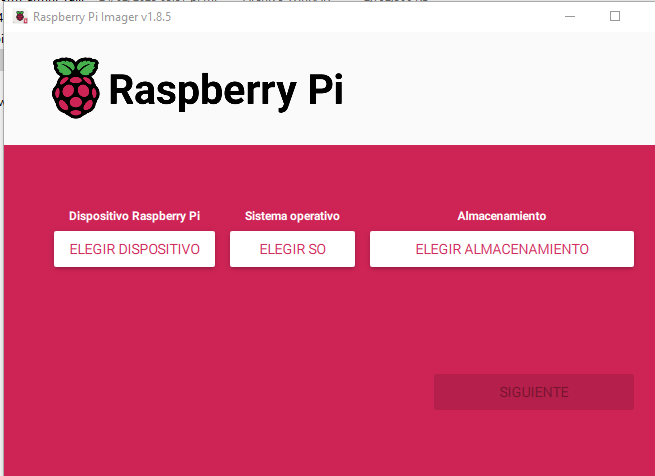 Raspberry Pi Imager v1.8.5
Raspberry Pi
Dispositivo Raspberry Pi
Sistema operativo
Almacenamiento
ELEGIR DISPOSITIVO
ELEGIR SO
ELEGIR ALMACENAMIENTO
SIGUIENTE